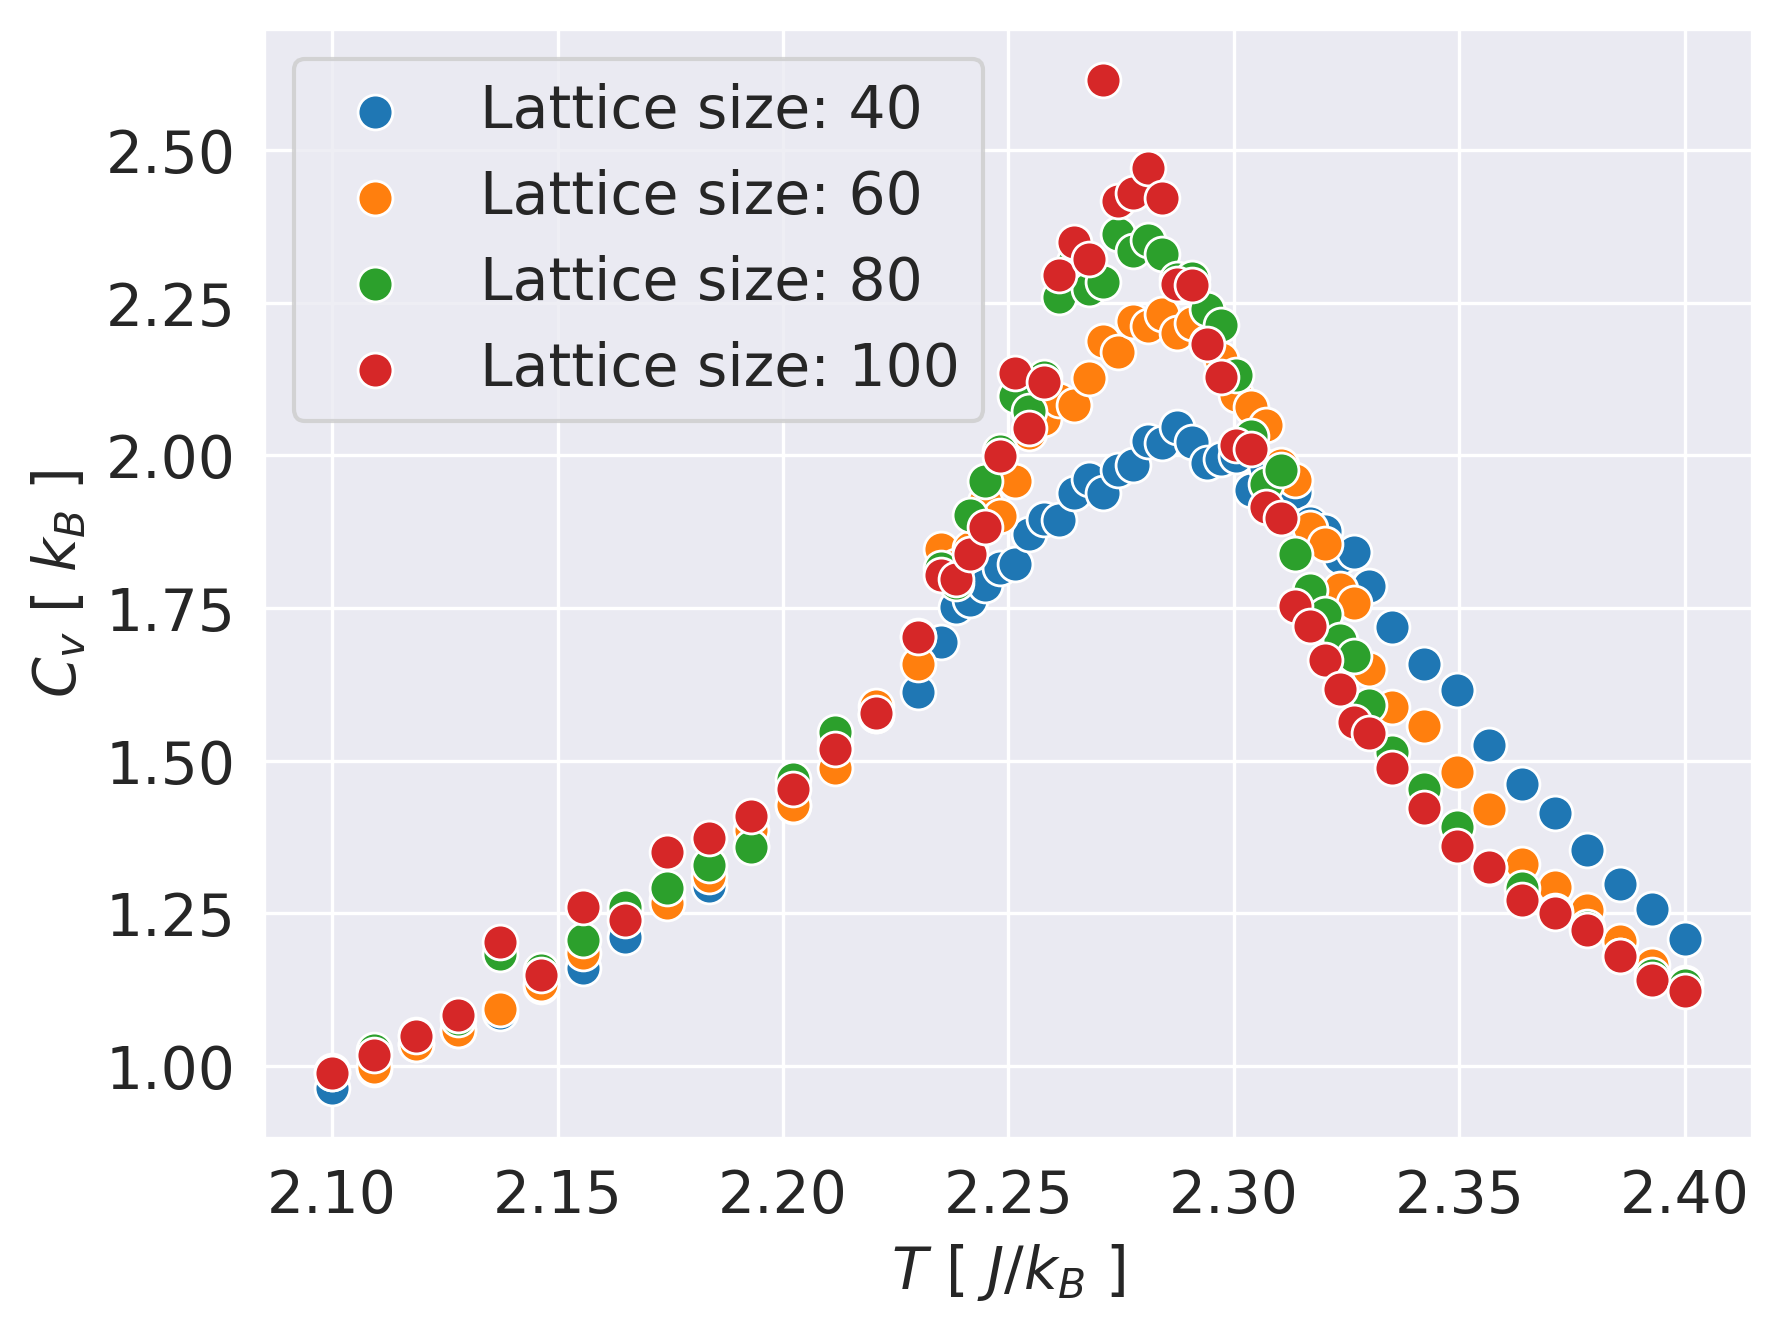 Lattice size: 40
Lattice size: 60
Lattice size: 80
Lattice size: 100
2.50
2.25
2.00
1.75
1.50
1.25
1.00
C_v [ k_B ]
2.10 2.15 2.20 2.25 2.30 2.35 2.40
T [ J/k_B ]